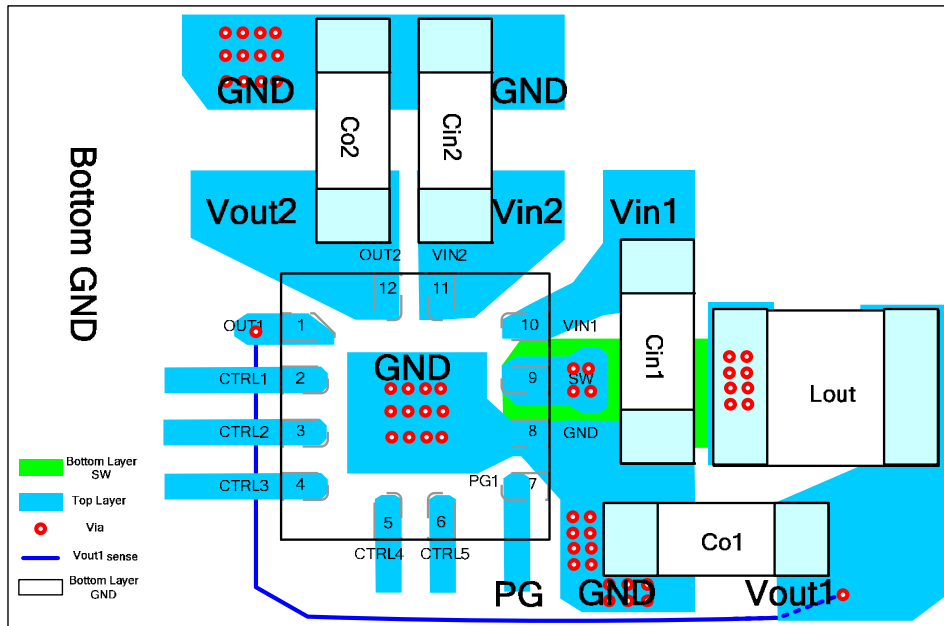 GND
GND
Co2
Cin2
Bottom GND
Vout2
Vin2
Vin1
OUT2
VIN2
12
11
OUT1
1
10
VIN1
Cin1
GND
CTRL1
2
9
SW
Lout
CTRL2
3
8
GND
CTRL3
4
PG1
7
5
6
CTRL4
CTRL5
Co1
PG
GND
Vout1
Bottom Layer
SW
Top Layer
Via
Vout1 sense
Bottom Layer
GND